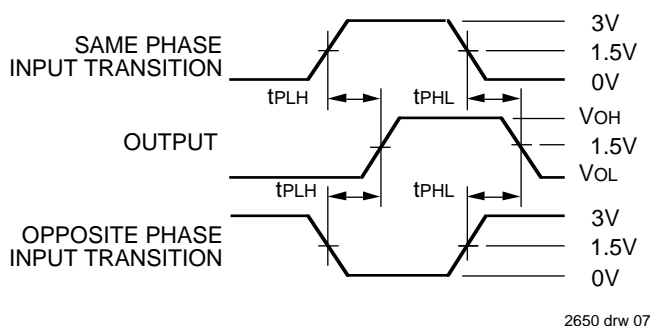 SAME PHASE
INPUT TRANSITION
3V
1.5V
0V
tPLH
tPHL
OUTPUT
VOH
1.5V
VOL
tPLH
tPHL
OPPOSITE PHASE
INPUT TRANSITION
3V
1.5V
0V
2650 drw 07